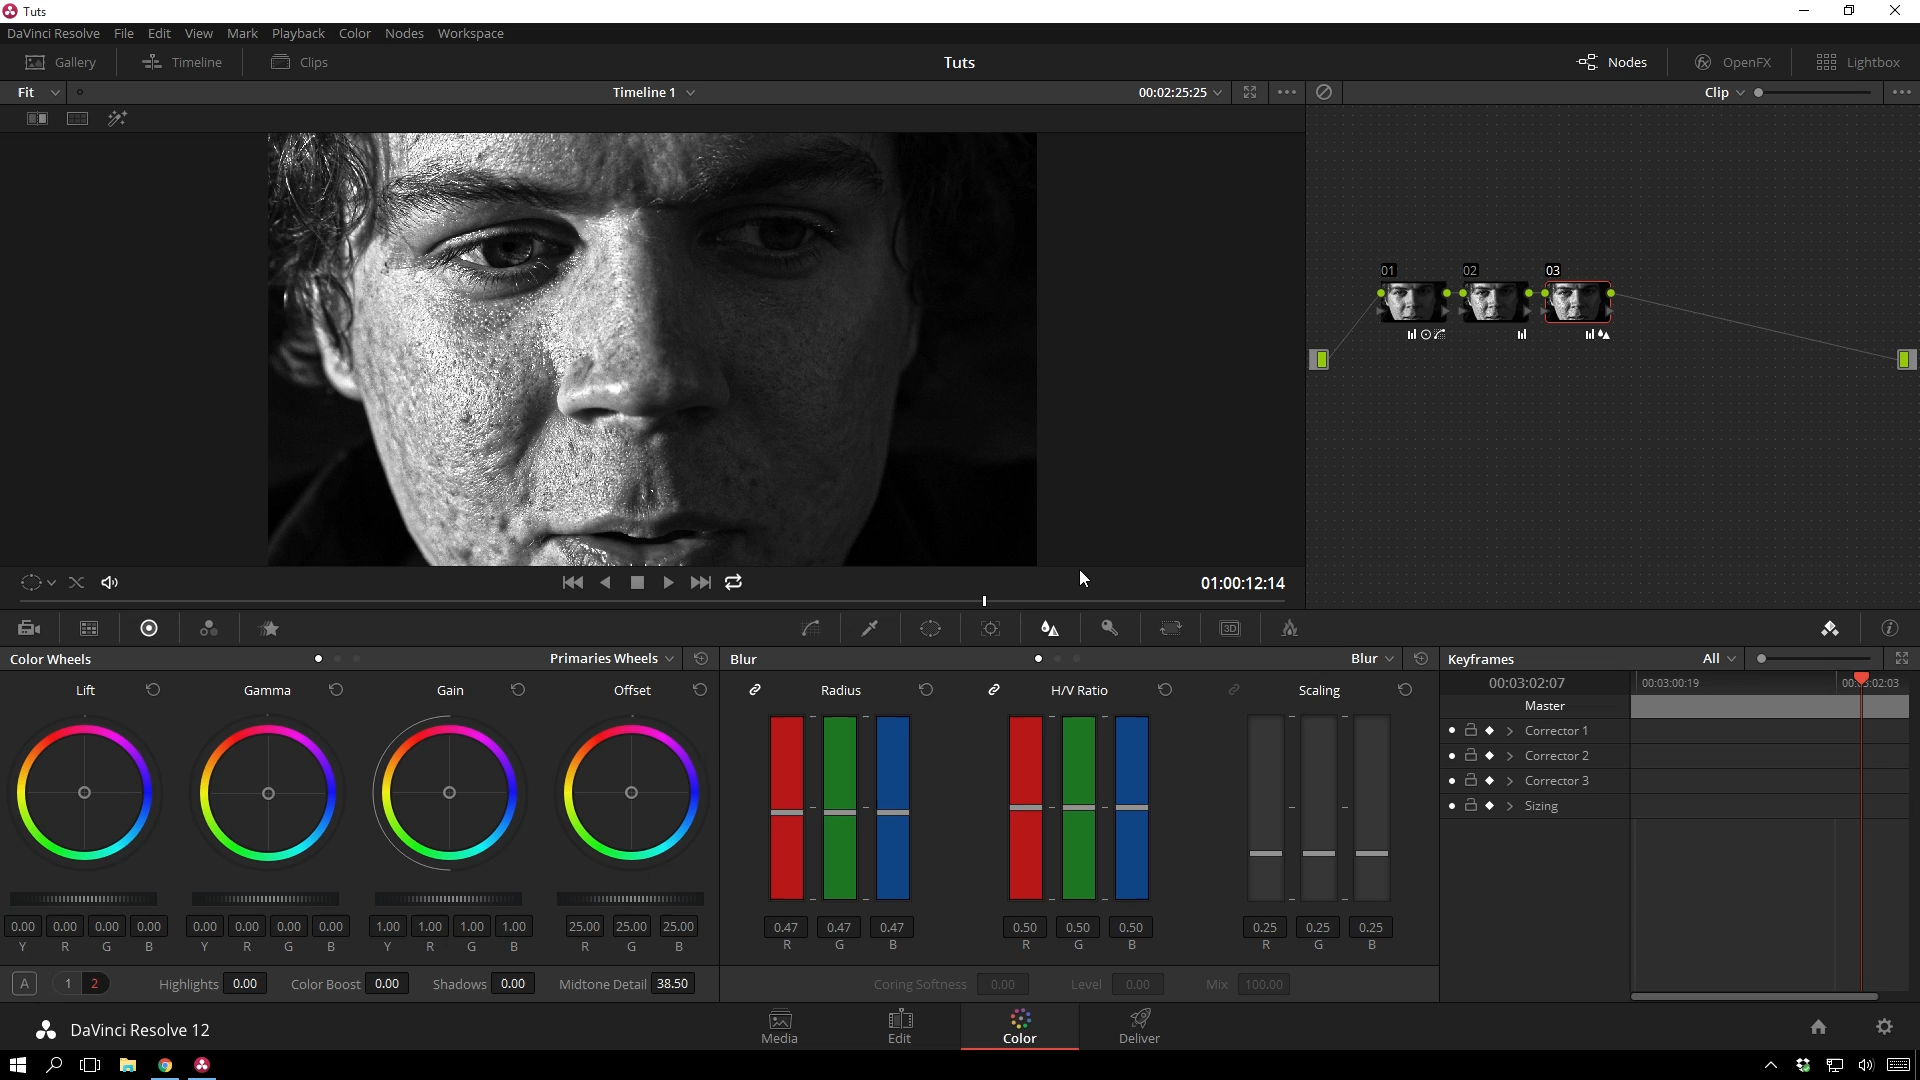 Tuts
DaVinci Resolve File Edit View Mark Playback Color Nodes Workspace
Gallery Timeline Clips Tuts Nodes OpenFX Lightbox
Fit Timeline 1 00:02:25:25 Clip
01 02 03
01:00:12:14
Color Wheels Primaries Wheels Blur Blur Keyframes All
Lift Gamma Gain Offset Radius H/V Ratio Scaling 00:03:02:07 00:03:00:19
Master
Corrector 1
Corrector 2
Corrector 3
Sizing
0.00 0.00 0.00 0.00 0.00 0.00 0.00 0.00 1.00 1.00 1.00 1.00 25.00 25.00 25.00 0.47 0.47 0.47 0.50 0.50 0.50 0.25 0.25 0.25
Y R G B Y R G B Y R G B R G B R G B R G B R G B
A 1 2 Highlights 0.00 Color Boost 0.00 Shadows 0.00 Midtone Detail 38.50 Coring Softness 0.00 Level 0.00 Mix 100.00
DaVinci Resolve 12 Media Edit Color Deliver
3D